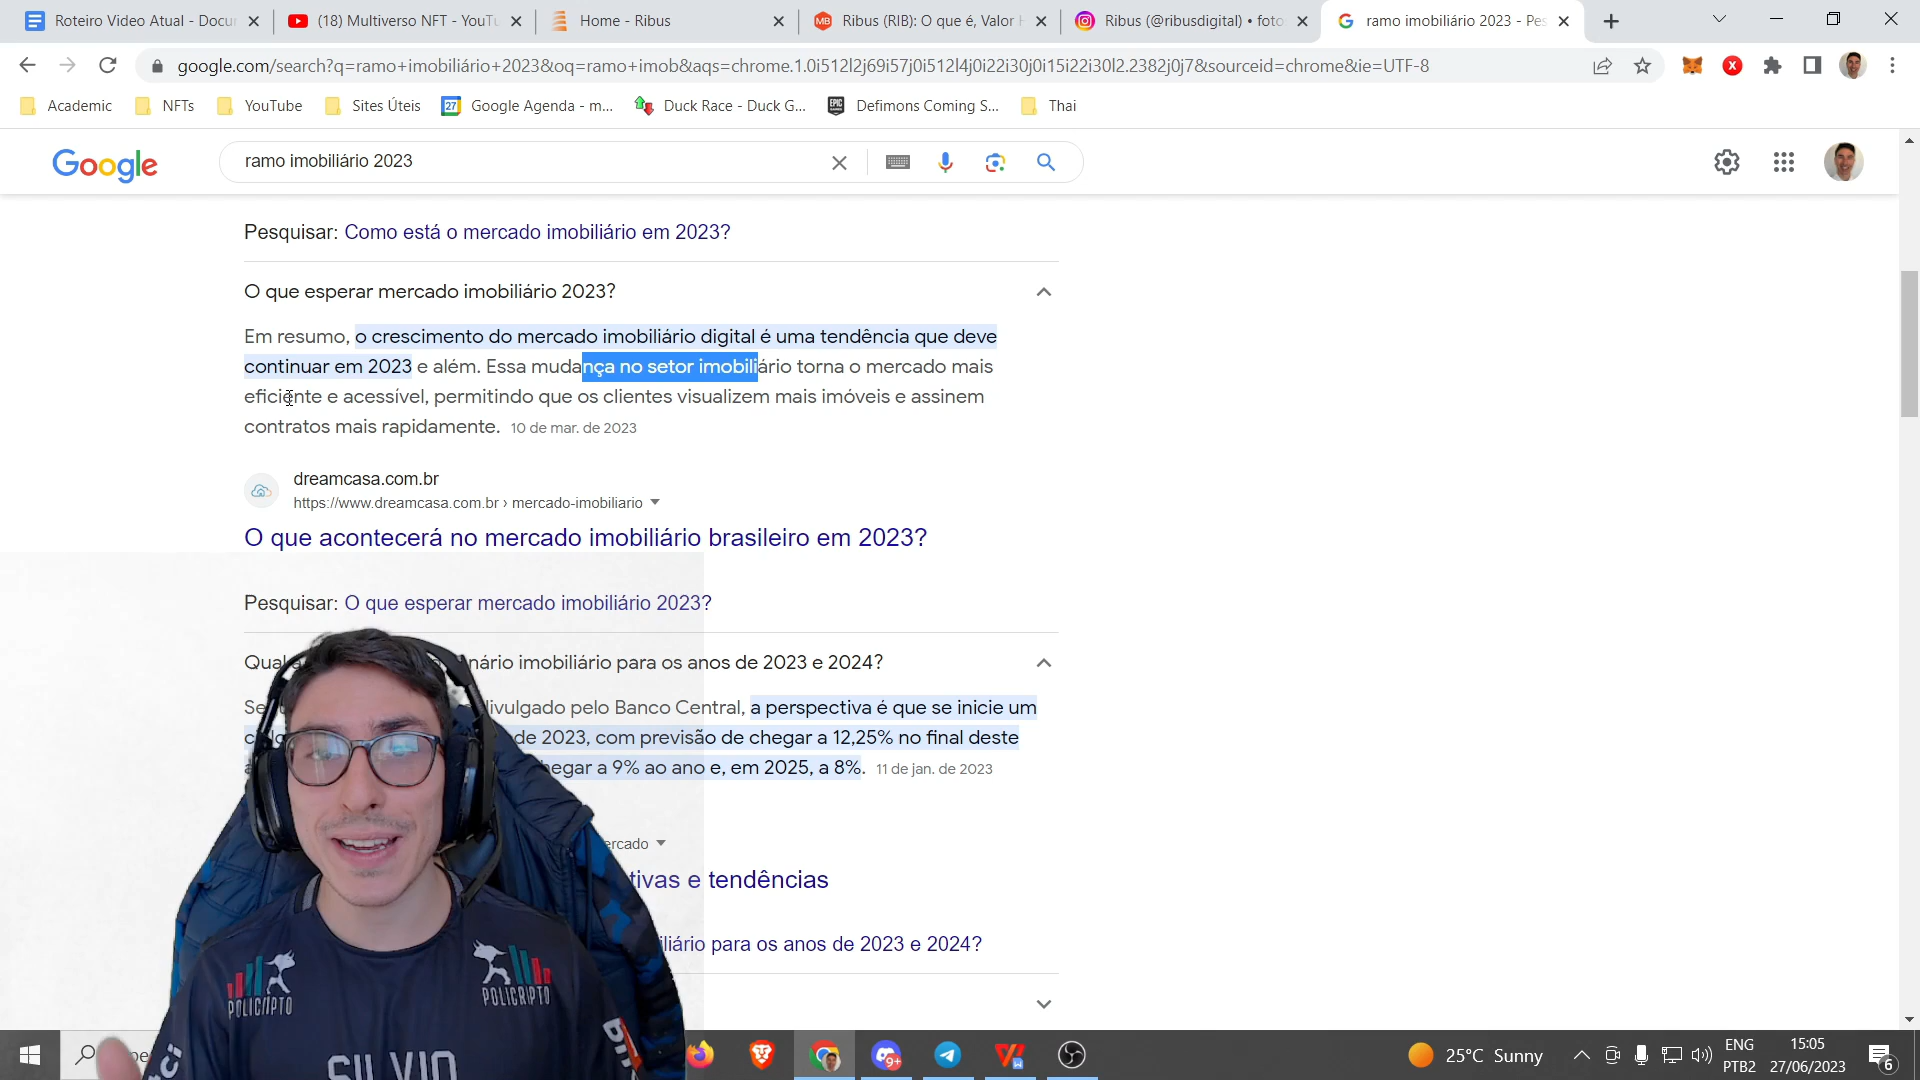 Roteiro Video Atual - Docu
(18) Multiverso NFT - YouTu
Home - Ribus
Ribus (RIB): O que é, Valor H
Ribus (@ribusdigital) • foto
ramo imobiliário 2023 - Pes
google.com/search?q=ramo+imobiliário+2023&oq=ramo+imob&aqs=chrome.1.0i512l2j69i57j0i512l4j0i22i30j0i15i22i30l2.2382j0j7&sourceid=chrome&ie=UTF-8
Academic
NFTs
YouTube
Sites Úteis
27
Google Agenda - m...
Duck Race - Duck G...
Defimons Coming S...
Thai
Google
ramo imobiliário 2023
Pesquisar: Como está o mercado imobiliário em 2023?
O que esperar mercado imobiliário 2023?
Em resumo, o crescimento do mercado imobiliário digital é uma tendência que deve
continuar em 2023 e além. Essa mudança no setor imobiliário torna o mercado mais
eficiente e acessível, permitindo que os clientes visualizem mais imóveis e assinem
contratos mais rapidamente. 10 de mar. de 2023
dreamcasa.com.br
https://www.dreamcasa.com.br › mercado-imobiliario
O que acontecerá no mercado imobiliário brasileiro em 2023?
Pesquisar: O que esperar mercado imobiliário 2023?
imobiliário para os anos de 2023 e 2024?
divulgado pelo Banco Central, a perspectiva é que se inicie um
de 2023, com previsão de chegar a 12,25% no final deste
chegar a 9% ao ano e, em 2025, a 8%. 11 de jan. de 2023
e tendências
para os anos de 2023 e 2024?
POLICRIPTO
POLICRIPTO
SILVIO
9+
25°C Sunny
ENG
PTB2
15:05
27/06/2023
6